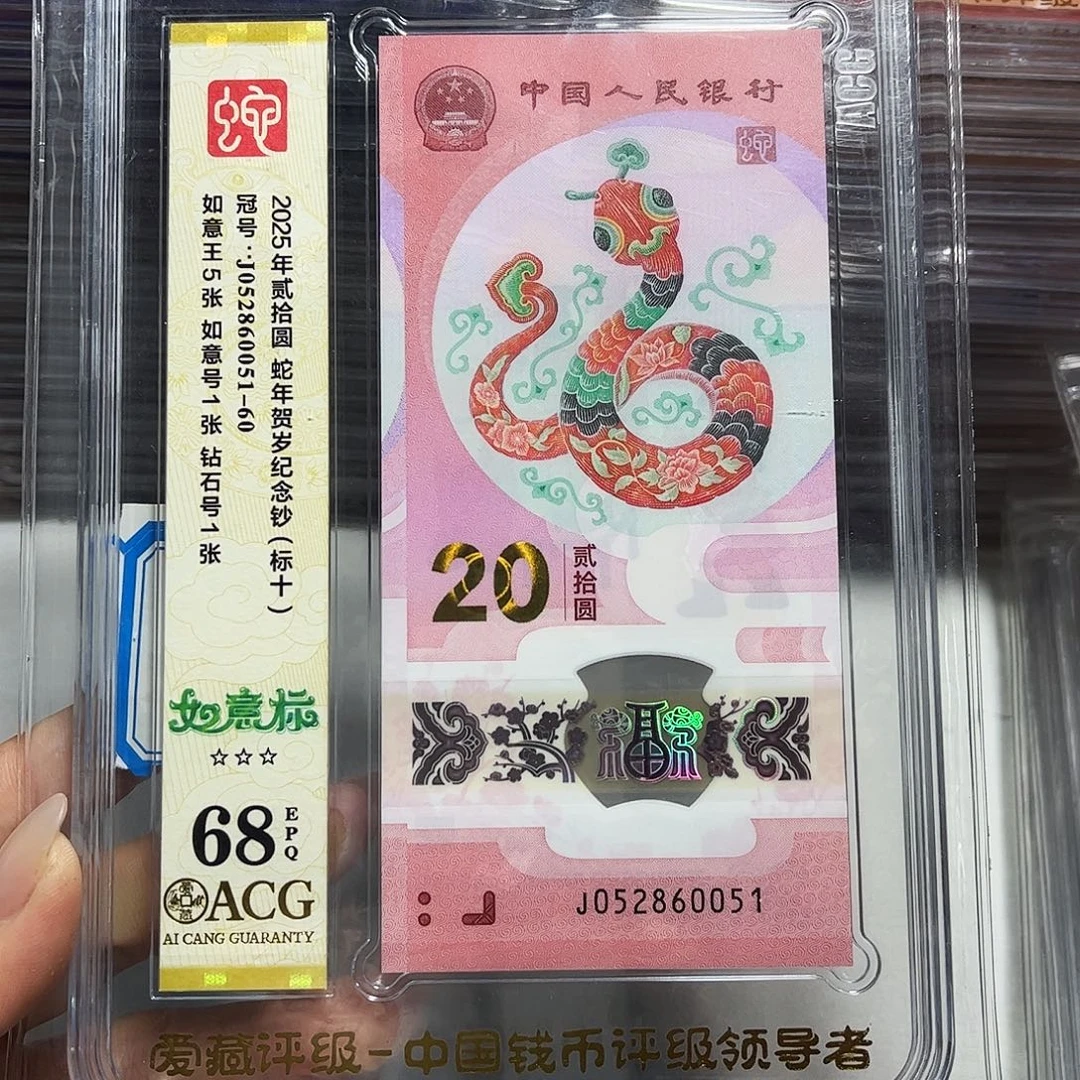 蛇
2025年贰拾圆 蛇年贺岁纪念钞（标十）
冠号：J052860051-60
如意王5张 如意号1张 钻石号1张
如意标
☆☆☆
68 EPQ
ACG
AI CANG GUARANTY
中国人民银行
蛇
20 贰拾圆
福
J052860051
ACG
爱藏评级-中国钱币评级领导者